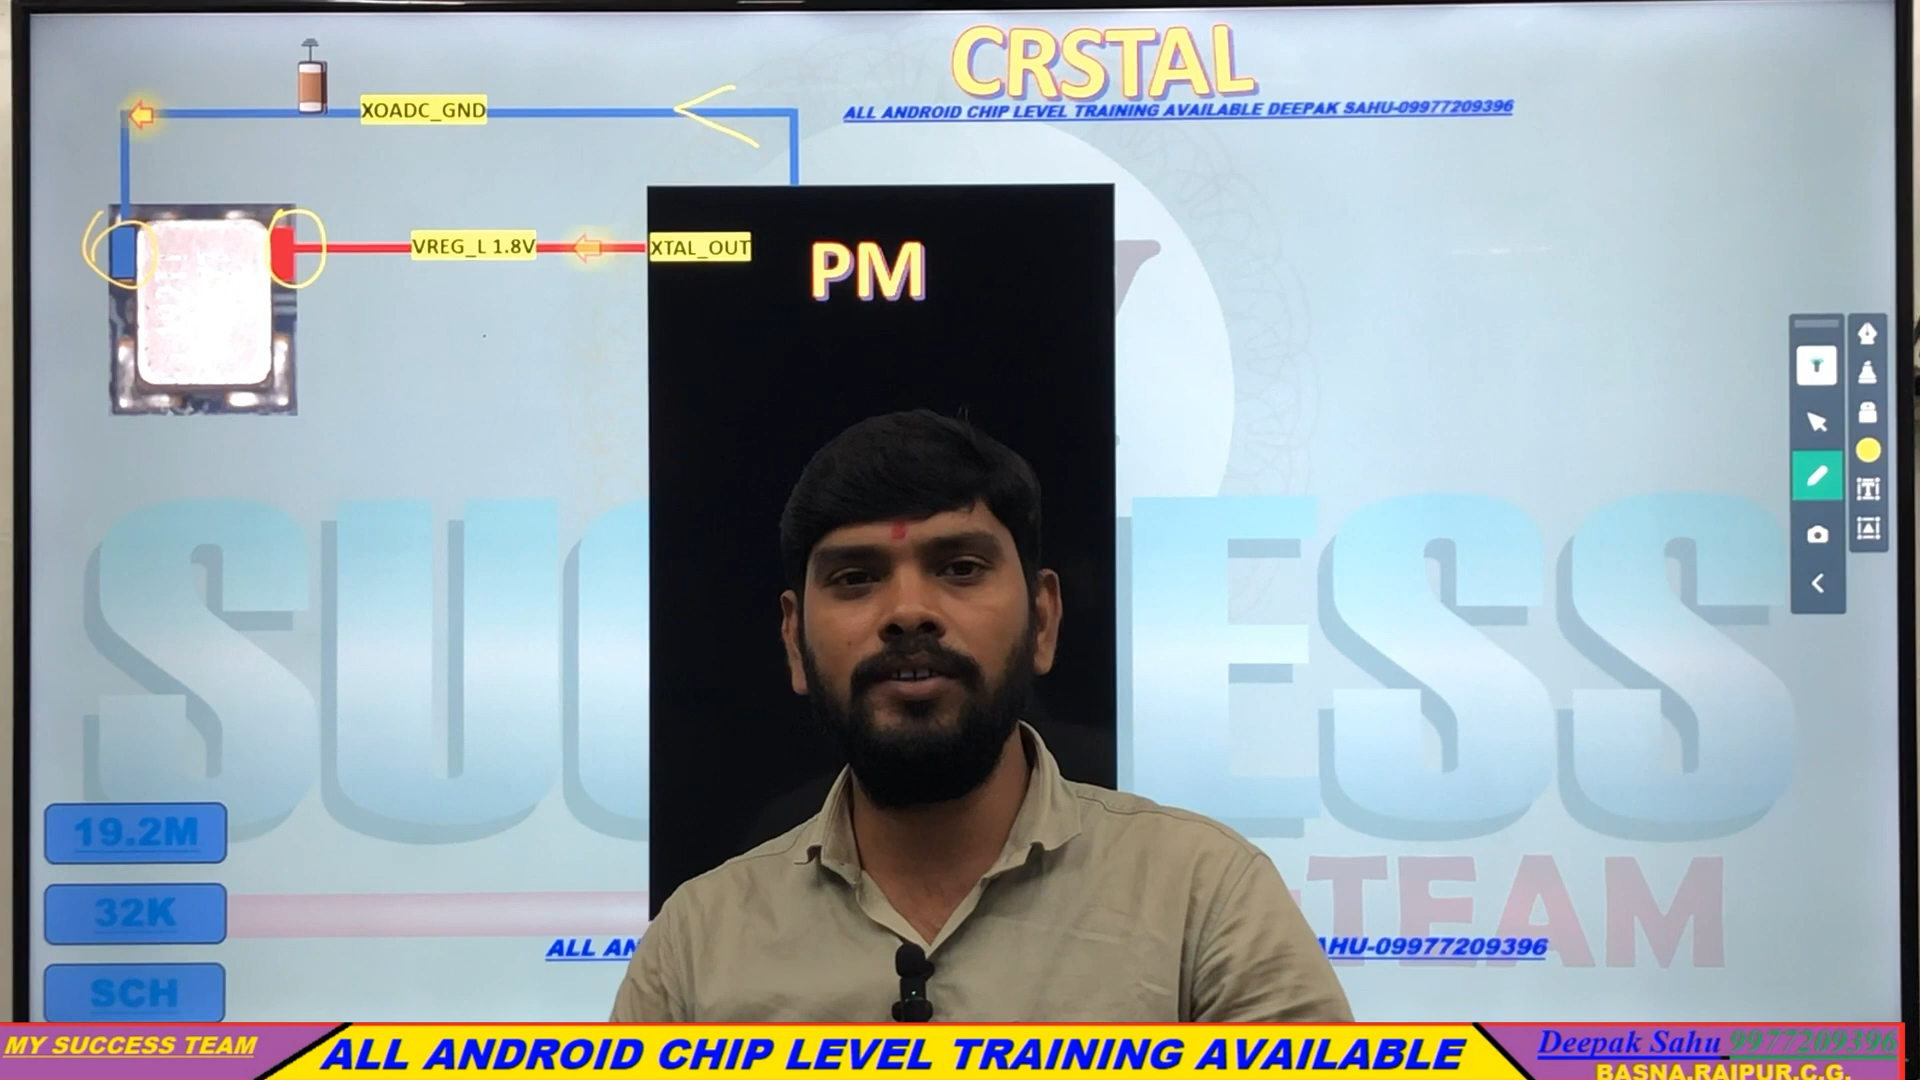 CRSTAL
ALL ANDROID CHIP LEVEL TRAINING AVAILABLE DEEPAK SAHU-09977209396
XOADC_GND
VREG_L 1.8V
XTAL_OUT
PM
SUC ESS
TEAM
19.2M
32K
SCH
ALL AN AHU-09977209396
MY SUCCESS TEAM
ALL ANDROID CHIP LEVEL TRAINING AVAILABLE
Deepak Sahu 9977209396
BASNA.RAIPUR.C.G.